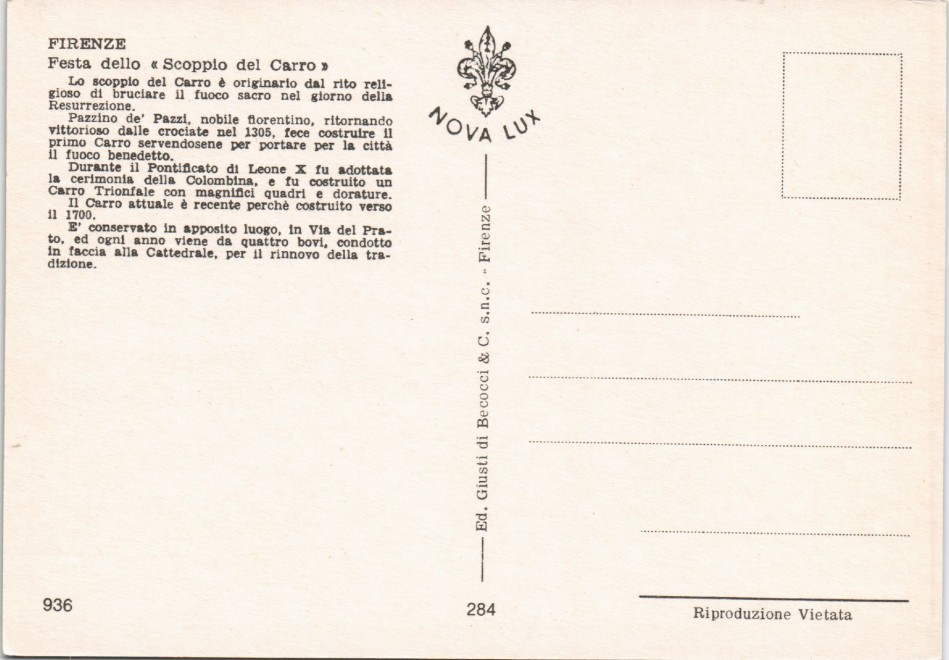 FIRENZE
Festa dello « Scoppio del Carro »
Lo scoppio del Carro è originario dal rito reli-
gioso di bruciare il fuoco sacro nel giorno della
Resurrezione.
Pazzino de' Pazzi, nobile fiorentino, ritornando
vittorioso dalle crociate nel 1305, fece costruire il
primo Carro servendosene per portare per la città
il fuoco benedetto.
Durante il Pontificato di Leone X fu adottata
la cerimonia della Colombina, e fu costruito un
Carro Trionfale con magnifici quadri e dorature.
Il Carro attuale è recente perchè costruito verso
il 1700.
E' conservato in apposito luogo, in Via del Pra-
to, ed ogni anno viene da quattro bovi, condotto
in faccia alla Cattedrale, per il rinnovo della tra-
dizione.
936
NOVA LUX
Ed. Giusti di Becocci & C. s.n.c. - Firenze
284
Riproduzione Vietata